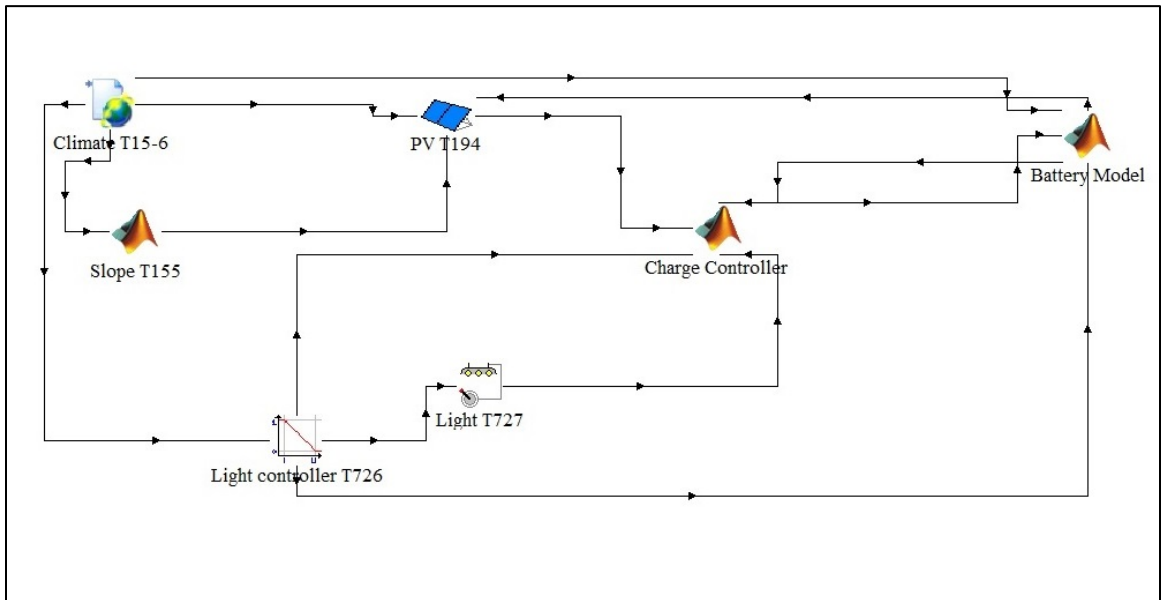 Climate T15-6
PV T194
Battery Model
Slope T155
Charge Controller
Light T727
Light controller T726